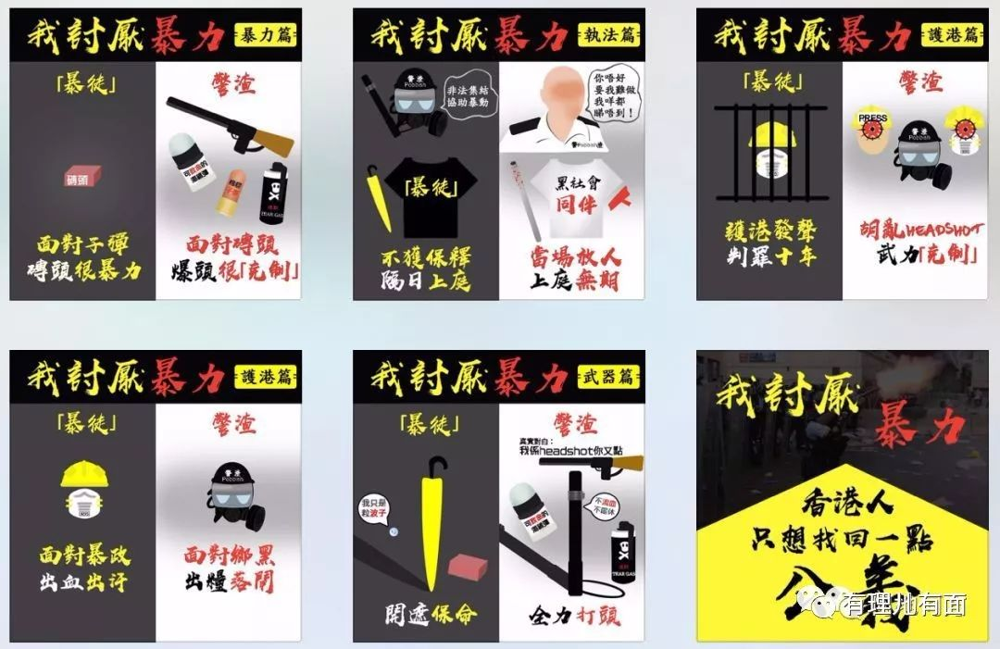 我討厭暴力
暴力篇
「暴徒」
警渣
磚頭
可致命的
TEAR GAS
面對子彈
磚頭很暴力
面對磚頭
爆頭很「克制」
我討厭暴力
執法篇
警渣
Popbish
非法集結
協助暴動
你唔好
要我難做
我咩都
睇唔到！
「暴徒」
黑社會
同伴
不獲保釋
隔日上庭
當場放人
上庭無期
我討厭暴力
護港篇
「暴徒」
警渣
PRESS
警渣
護港發聲
判罪十年
胡亂HEADSHOT
武力「克制」
我討厭暴力
護港篇
「暴徒」
警渣
警渣
面對暴政
出血出汗
面對鄉黑
出糧落閘
我討厭暴力
武器篇
「暴徒」
警渣
真實對白：
我係headshot你又點
我只是
粒波子
可致命的
不流血
不罷休
TEAR GAS
開遮保命
全力打頭
我討厭
暴力
香港人
只想找回一點
公義
有理地有面